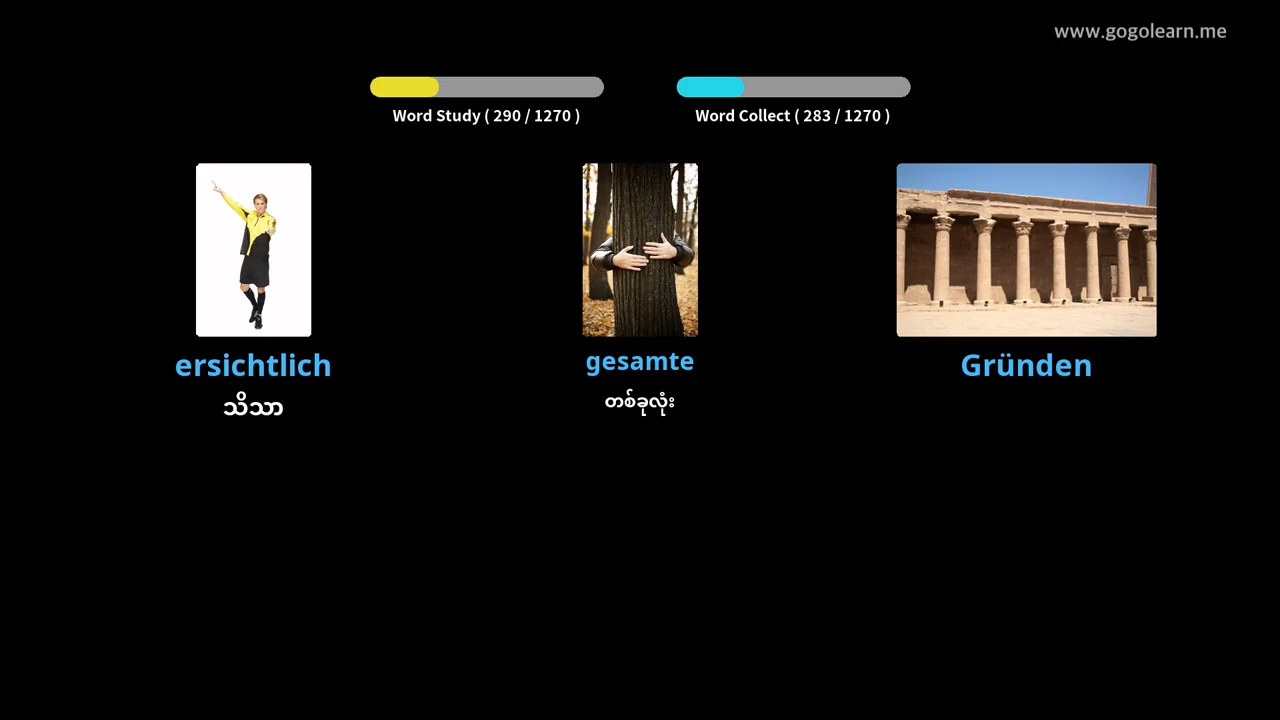 www.gogolearn.me
Word Study ( 290 / 1270 )
Word Collect ( 283 / 1270 )
ersichtlich
သိသာ
gesamte
တစ်ခုလုံး
Gründen